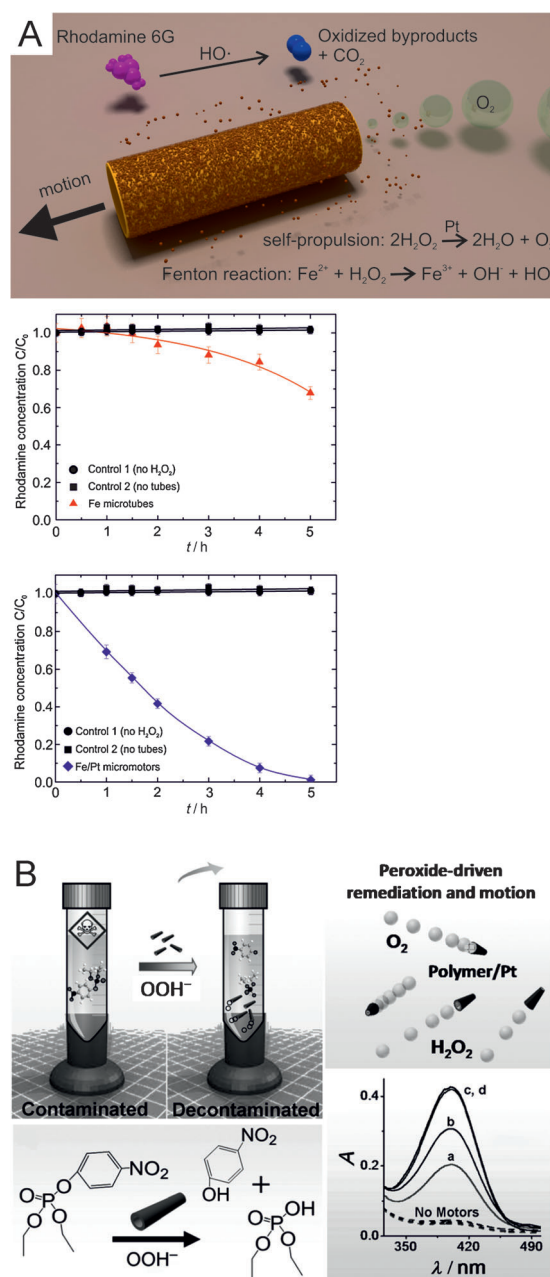 A
Rhodamine 6G
HO·
Oxidized byproducts
+ CO₂
O₂
motion
self-propulsion: 2H₂O₂ Pt→ 2H₂O + O
Fenton reaction: Fe²⁺ + H₂O₂ → Fe³⁺ + OH⁻ + HO
Rhodamine concentration C/C₀
1.0
0.8
0.6
0.4
0.2
0.0
Control 1 (no H₂O₂)
Control 2 (no tubes)
Fe microtubes
0 1 2 3 4 5
t / h
Rhodamine concentration C/C₀
1.0
0.8
0.6
0.4
0.2
0.0
Control 1 (no H₂O₂)
Control 2 (no tubes)
Fe/Pt micromotors
0 1 2 3 4 5
t / h
B
OOH⁻
Contaminated
Decontaminated
Peroxide-driven
remediation and motion
O₂
Polymer/Pt
H₂O₂
NO₂
O
O
P
O
O
OOH⁻
NO₂
OH
+
O
OH
P
O
O
A
0.4
0.2
0.0
c, d
b
a
No Motors
350 420 490
λ / nm